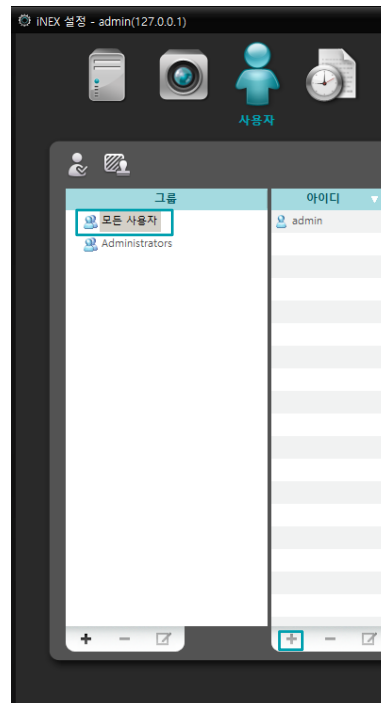 iNEX 설정 - admin(127.0.0.1)
사용자
그룹
아이디
모든 사용자
admin
Administrators